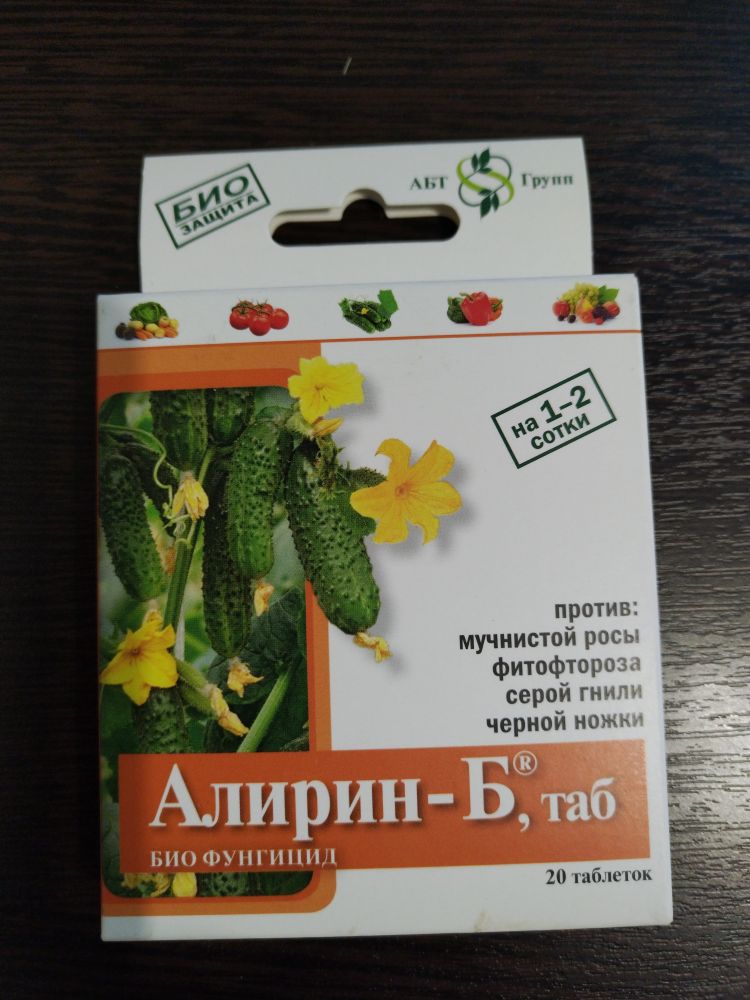 БИО
ЗАЩИТА
АБТ Групп
на 1-2
сотки
против:
мучнистой росы
фитофтороза
серой гнили
черной ножки
Алирин-Б®, таб
БИО ФУНГИЦИД
20 таблеток